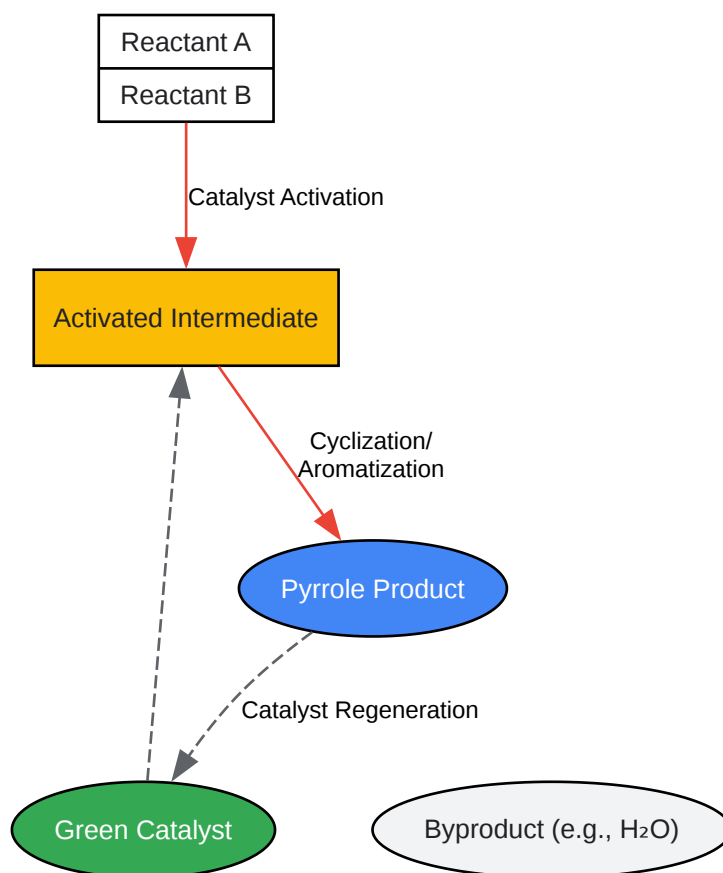 Reactant A
Reactant B
Catalyst Activation
Activated Intermediate
Cyclization/
Aromatization
Pyrrole Product
Catalyst Regeneration
Green Catalyst
Byproduct (e.g., H₂O)